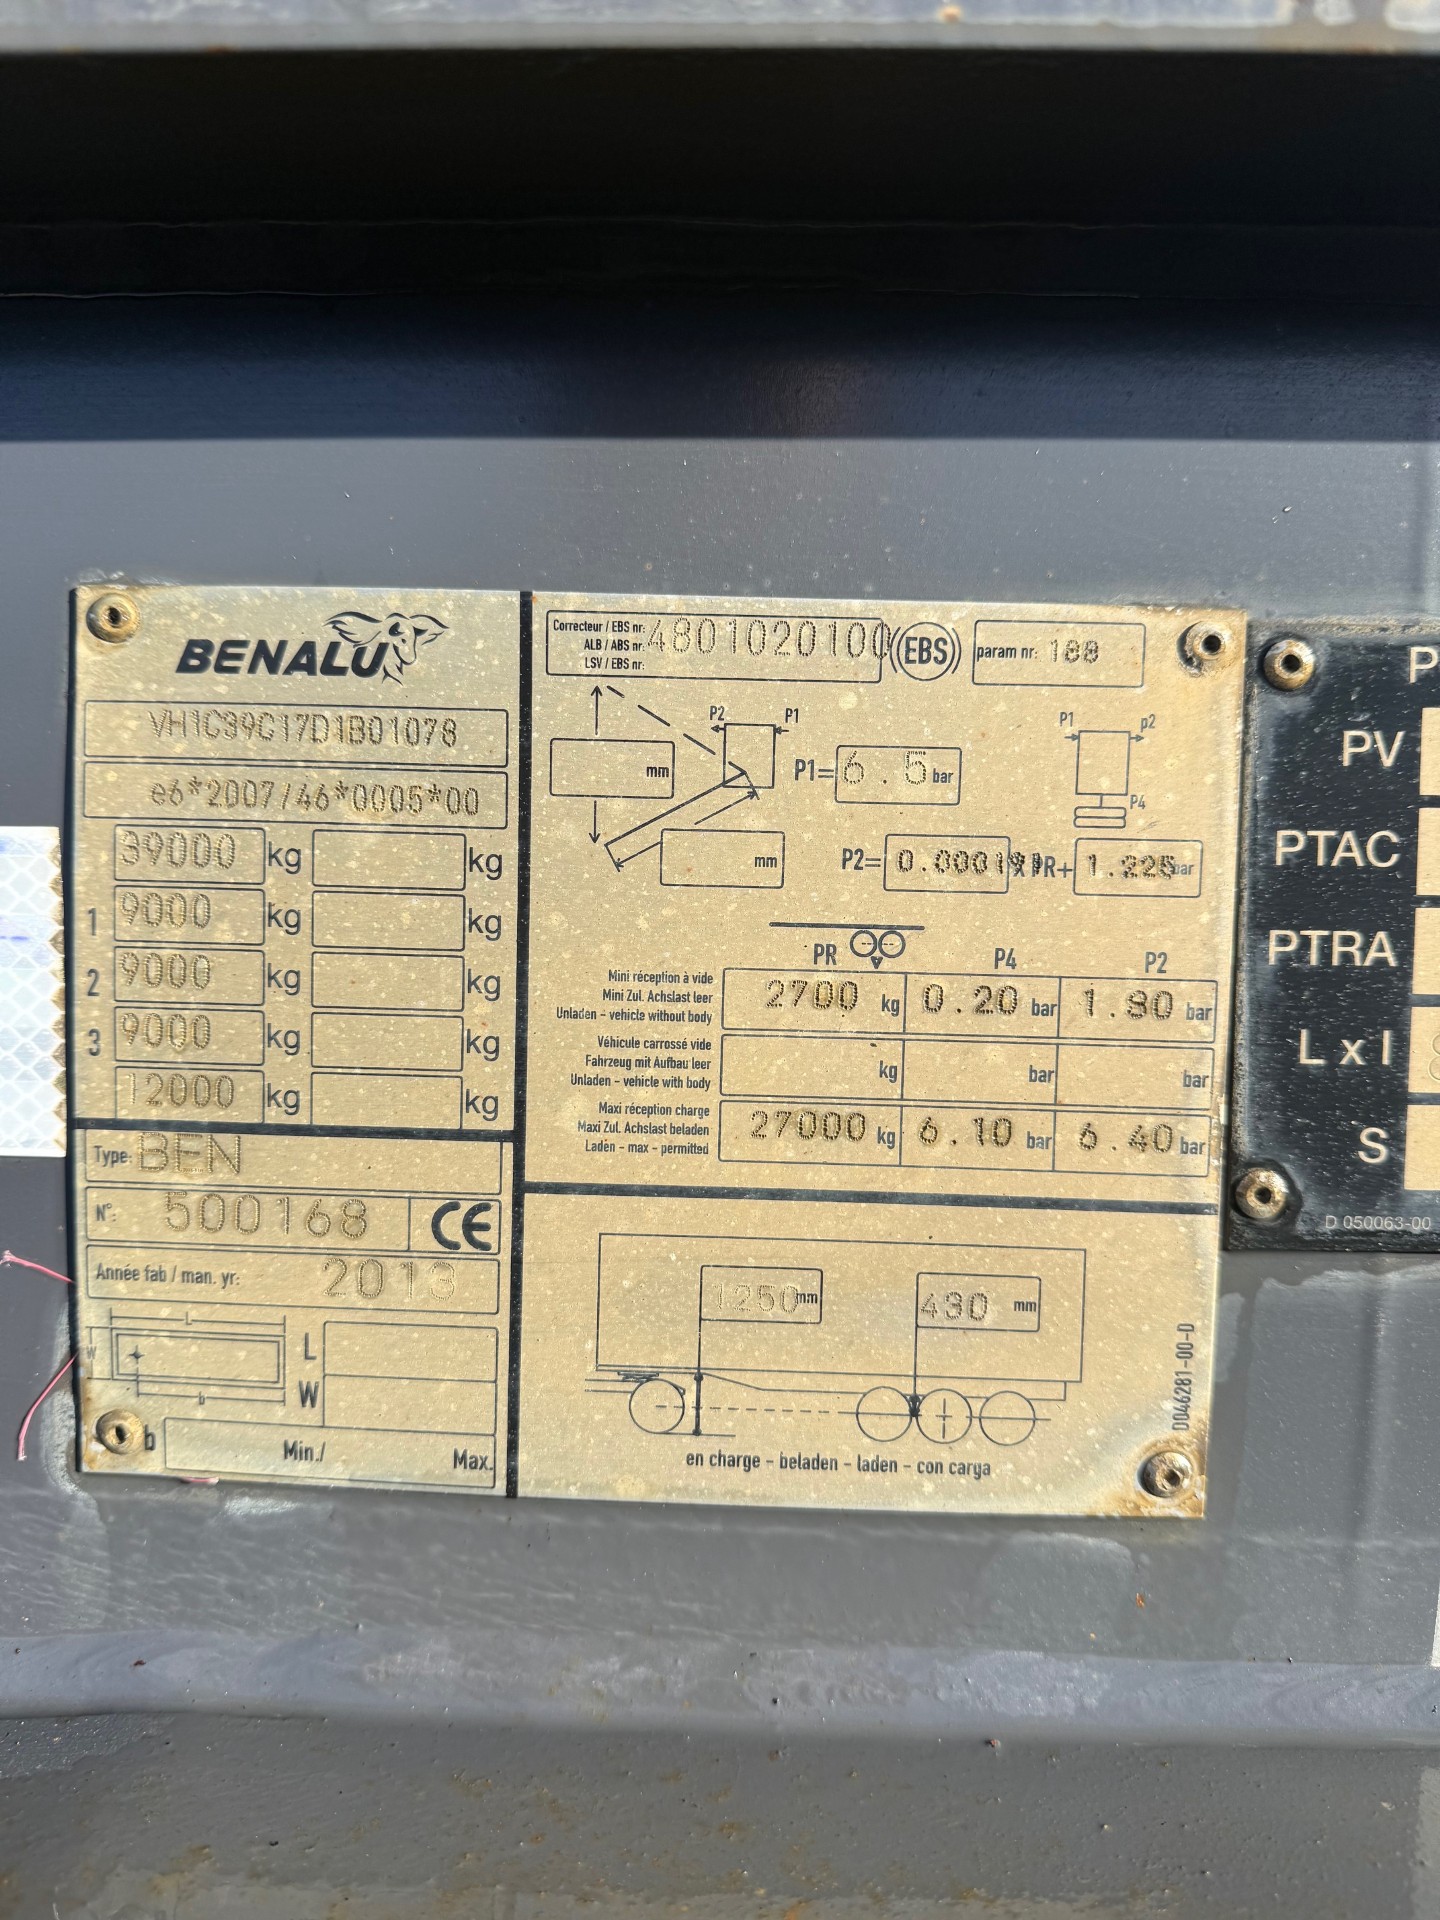 BENALU
VH1C39C17D1B01078
e6*2007/46*0005*00
39000 kg kg
1 9000 kg kg
2 9000 kg kg
3 9000 kg kg
12000 kg kg
Type: BEN
N°: 500168 CE
Année fab / man. yr: 2013
L
W
b
L
W
b Min./ Max.
Correcteur / EBS nr:
ALB / ABS nr: 4801020100
LSV / EBS nr:
EBS
param nr: 188
P2 P1
mm
P1= 6.5 bar
mm
P1 p2
P4
P2= 0.000191 x PR+ 1.225 bar
PR P4 P2
Mini réception à vide
Mini Zul. Achslast leer
Unladen - vehicle without body
2700 kg 0.20 bar 1.80 bar
Véhicule carrossé vide
Fahrzeug mit Aufbau leer
Unladen - vehicle with body
kg bar bar
Maxi réception charge
Maxi Zul. Achslast beladen
Laden - max - permitted
27000 kg 6.10 bar 6.40 bar
1250 mm 430 mm
en charge - beladen - laden - con carga
D046281-00-D
P
PV
PTAC
PTRA
L x l 8
S
D 050063-00